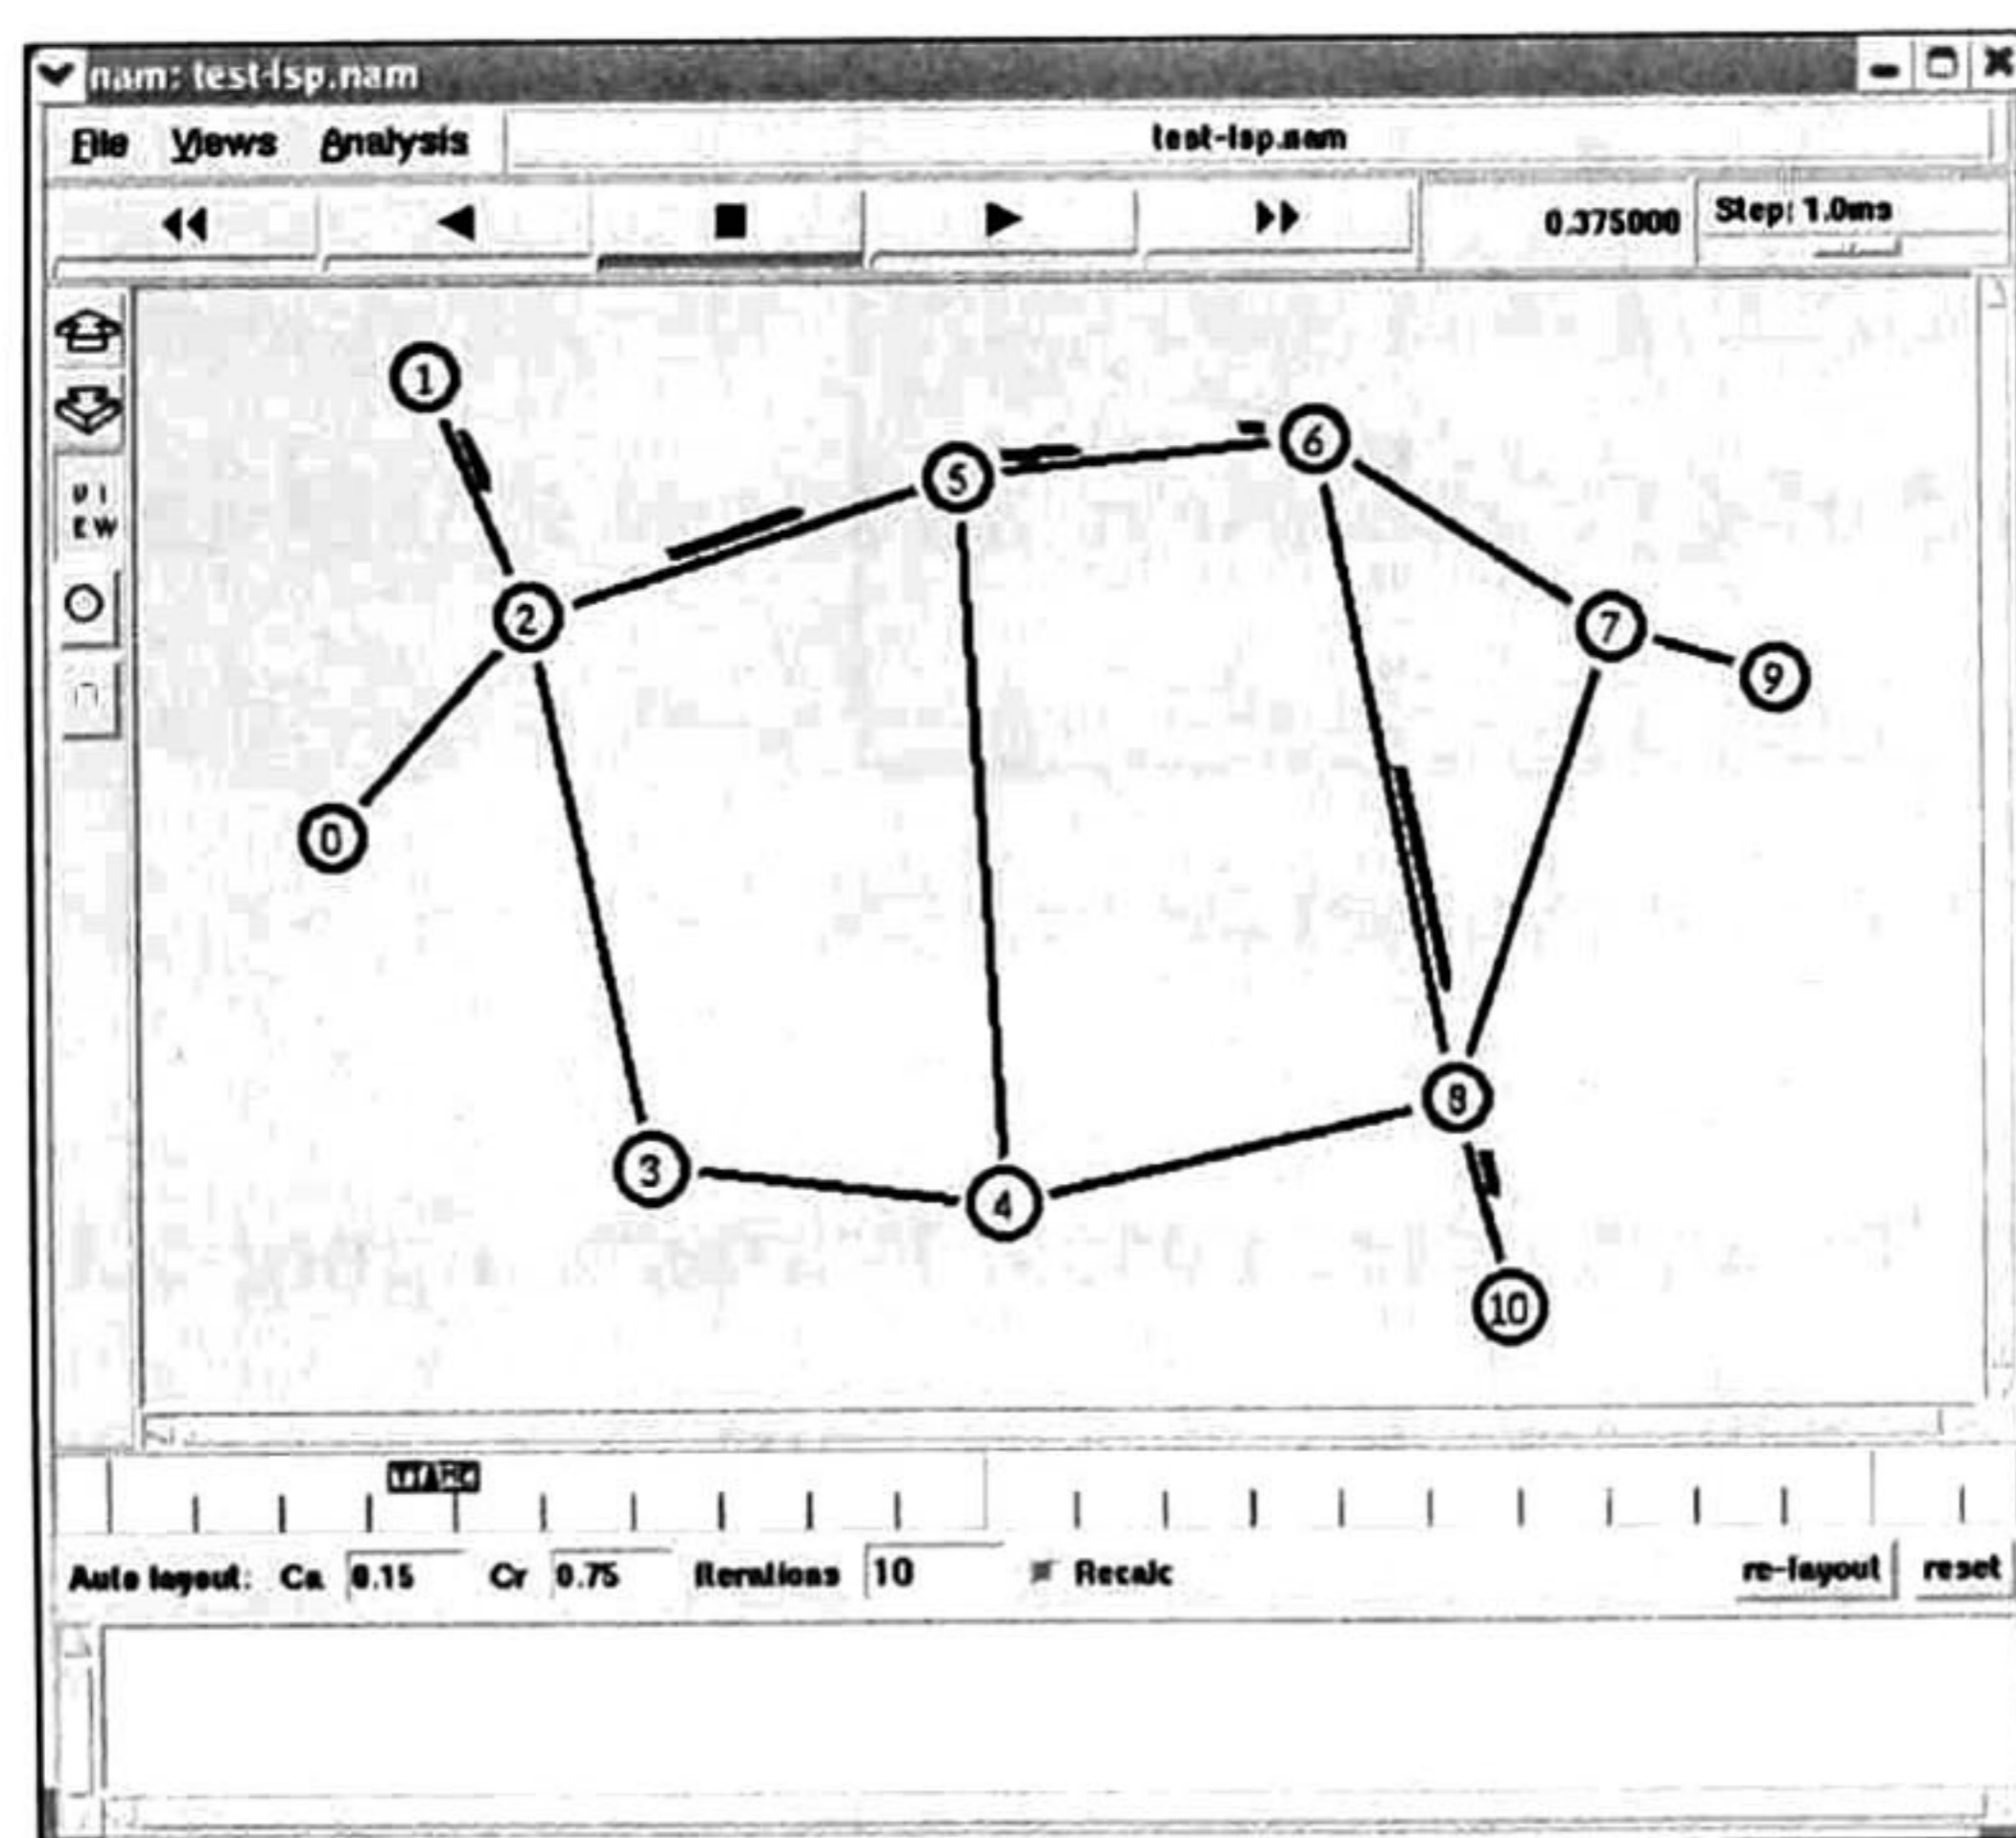 nam: test-lsp.nam
File Views Analysis test-lsp.nam
0.375000 Step: 1.0ms
VI
EW
1
5
6
2
7
9
0
8
3
4
10
Auto layout: Ca 0.15 Cr 0.75 Iterations 10 Recalc re-layout reset